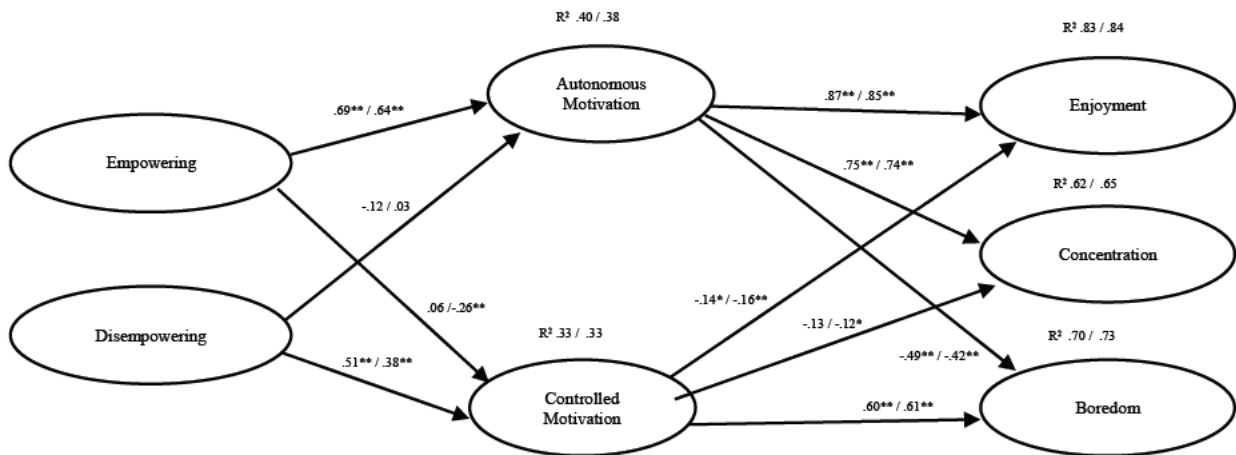 R² .40 / .38
R² .83 / .84
Autonomous
Motivation
.69** / .64**
.87** / .85**
Enjoyment
Empowering
.75** / .74**
R² .62 / .65
-.12 / .03
Concentration
.06 /-.26**
-.14* / -.16**
Disempowering
R² .33 / .33
-.13 / -.12*
R² .70 / .73
.51** / .38**
-.49** / -.42**
Controlled
Motivation
.60** / .61**
Boredom